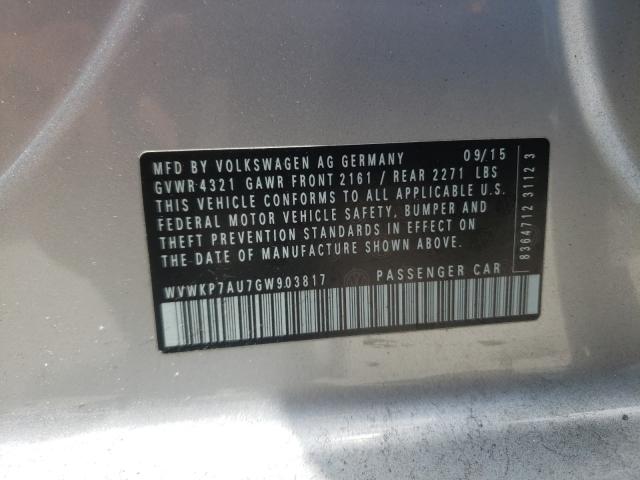 MFD BY VOLKSWAGEN AG GERMANY 09/15
GVWR 4321 GAWR FRONT 2161 / REAR 2271 LBS
THIS VEHICLE CONFORMS TO ALL APPLICABLE U.S.
FEDERAL MOTOR VEHICLE SAFETY, BUMPER AND
THEFT PREVENTION STANDARDS IN EFFECT ON
THE DATE OF MANUFACTURE SHOWN ABOVE.
WVWKP7AU7GW903817 PASSENGER CAR
8364712 3112 3